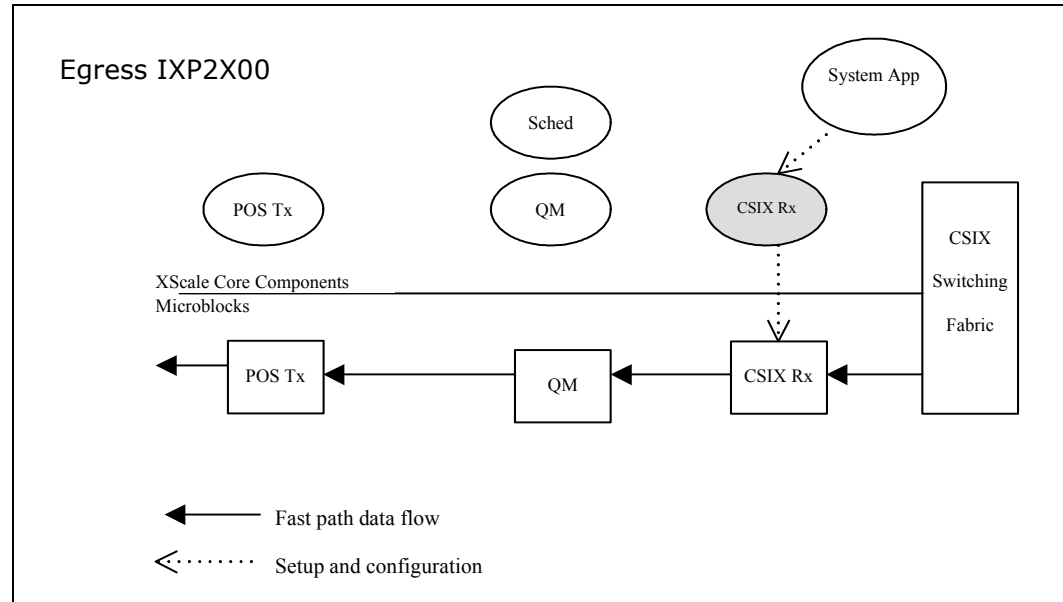 Egress IXP2X00
System App
Sched
POS Tx
QM
CSIX Rx
CSIX
Switching
Fabric
XScale Core Components
Microblocks
POS Tx
QM
CSIX Rx
Fast path data flow
Setup and configuration